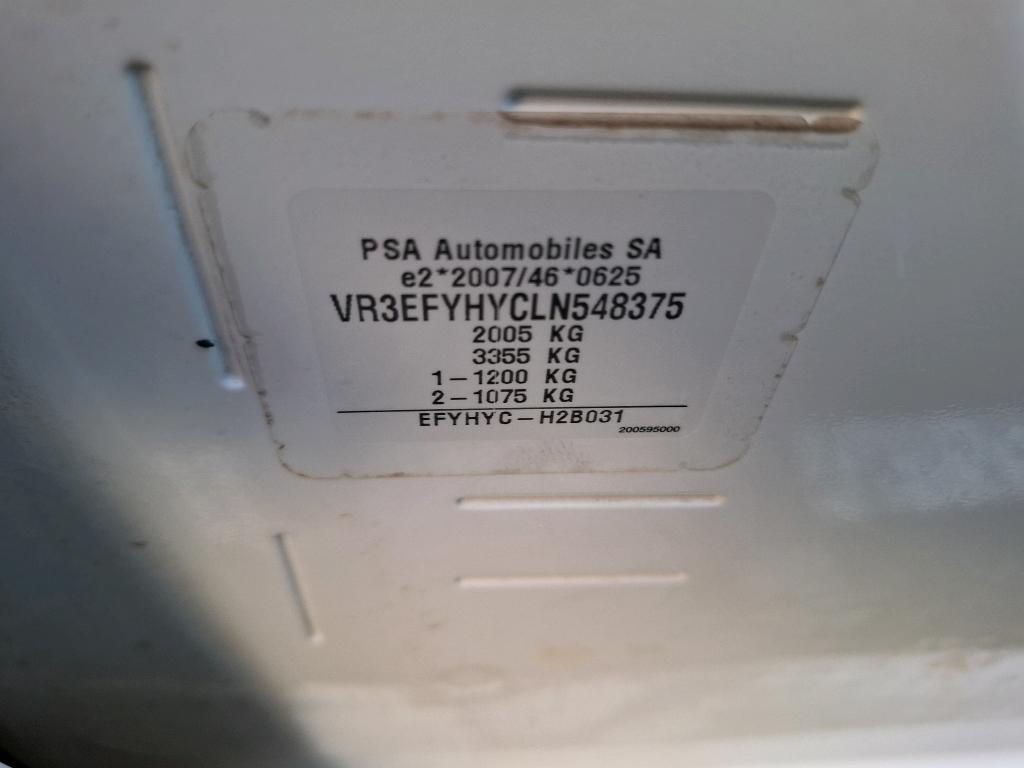 PSA Automobiles SA
e2*2007/46*0625
VR3EFYHYCLN548375
2005 KG
3355 KG
1-1200 KG
2-1075 KG
EFYHYC-H2B031
200595000